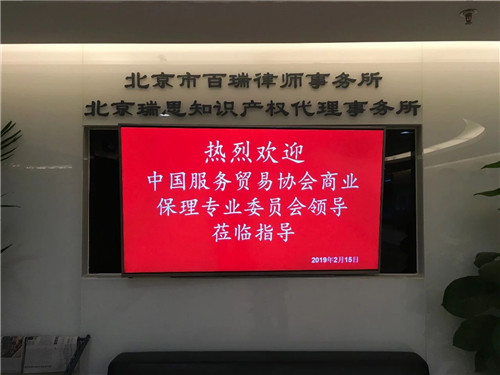 北京市百瑞律师事务所
北京瑞恩知识产权代理事务所
热烈欢迎
中国服务贸易协会商业
保理专业委员会领导
莅临指导
2019年2月15日